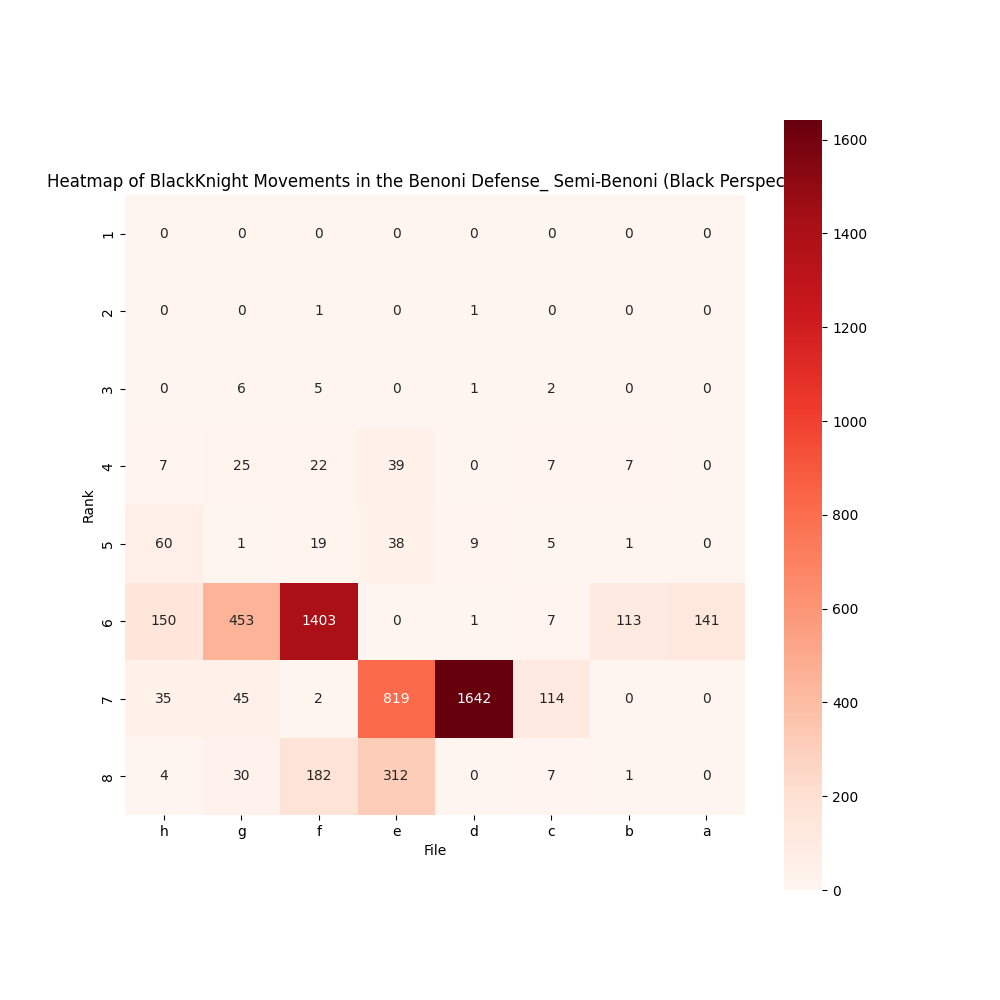 Heatmap of BlackKnight Movements in the Benoni Defense_ Semi-Benoni (Black Perspec
1 0 0 0 0 0 0 0 0
2 0 0 1 0 1 0 0 0
3 0 6 5 0 1 2 0 0
4 7 25 22 39 0 7 7 0
Rank
5 60 1 19 38 9 5 1 0
6 150 453 1403 0 1 7 113 141
7 35 45 2 819 1642 114 0 0
8 4 30 182 312 0 7 1 0
h g f e d c b a
File
1600
1400
1200
1000
800
600
400
200
0